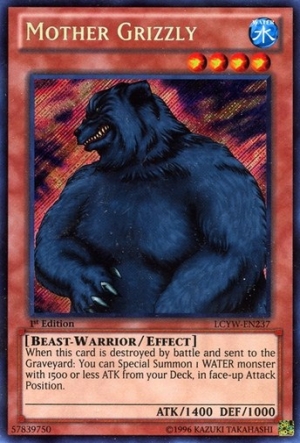 MOTHER GRIZZLY
WATER
水
1st Edition
LCYW-EN237
[BEAST-WARRIOR/EFFECT]
When this card is destroyed by battle and sent to the
Graveyard: You can Special Summon 1 WATER monster
with 1500 or less ATK from your Deck, in face-up Attack
Position.
ATK/1400 DEF/1000
57839750
©1996 KAZUKI TAKAHASHI